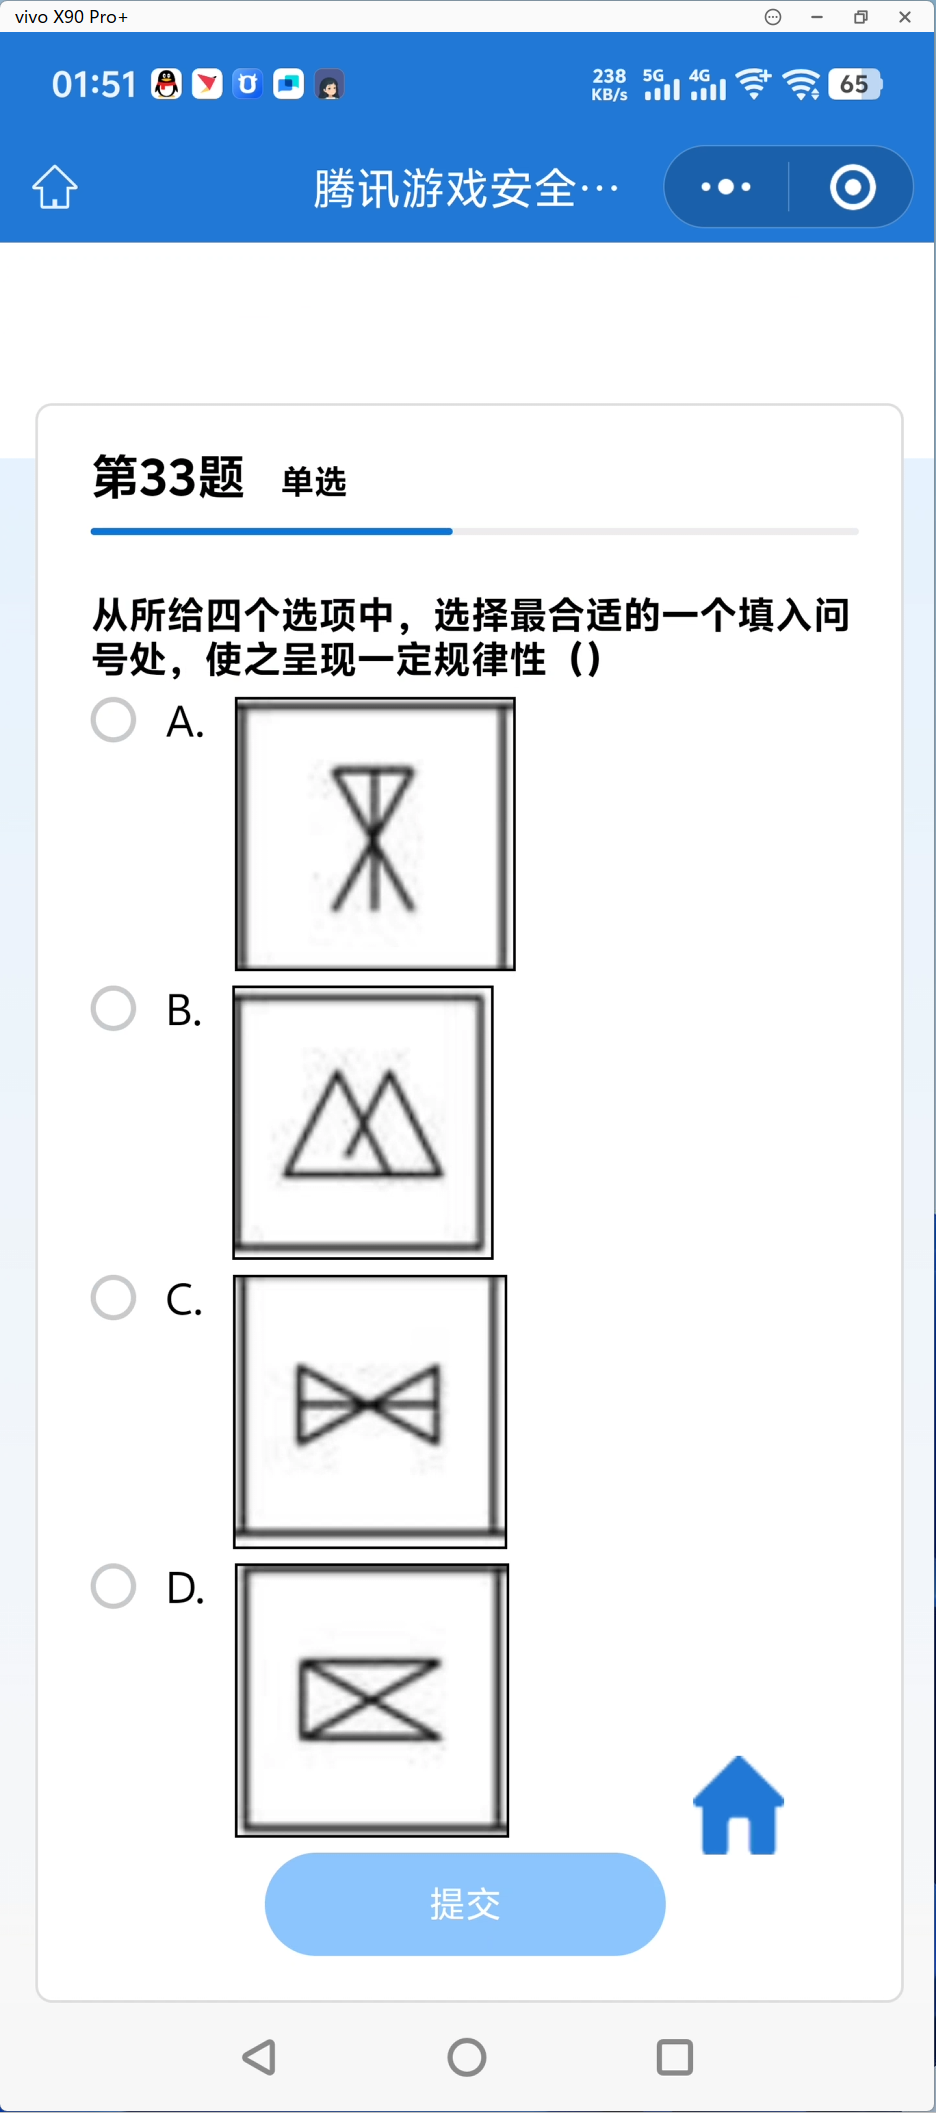 vivo X90 Pro+
01:51
238 KB/s 5G 4G 65
腾讯游戏安全…
第33题 单选
从所给四个选项中，选择最合适的一个填入问
号处，使之呈现一定规律性（）
A.
B.
C.
D.
提交